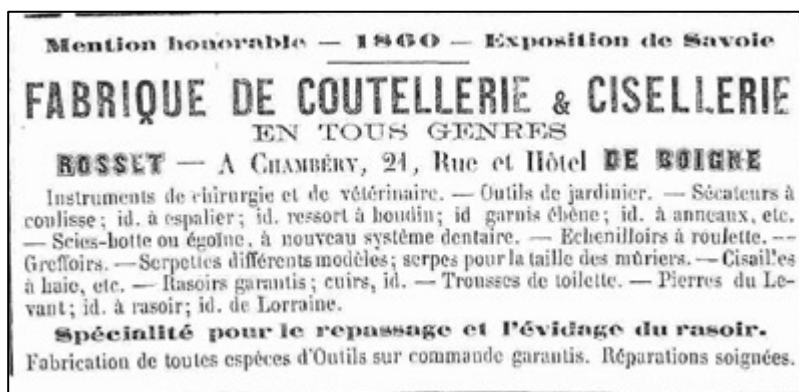 Mention honorable — 1860 — Exposition de Savoie
FABRIQUE DE COUTELLERIE & CISELLERIE
EN TOUS GENRES
ROSSET — A CHAMBÉRY, 21, Rue et Hôtel DE BOIGNE
Instruments de chirurgie et de vétérinaire. — Outils de jardinier. — Sécateurs à
coulisse; id. à espalier; id. ressort à boudin; id garnis ébène; id. à anneaux, etc.
— Scies-botte ou égoïne, à nouveau système dentaire. — Echenilloirs à roulette. —
Greffoirs. — Serpettes différents modèles; serpes pour la taille des mûriers. — Cisailles
à haie, etc. — Rasoirs garantis; cuirs, id. — Trousses de toilette. — Pierres du Le-
vant; id. à rasoir; id. de Lorraine.
Spécialité pour le repassage et l'évidage du rasoir.
Fabrication de toutes espèces d'Outils sur commande garantis. Réparations soignées.